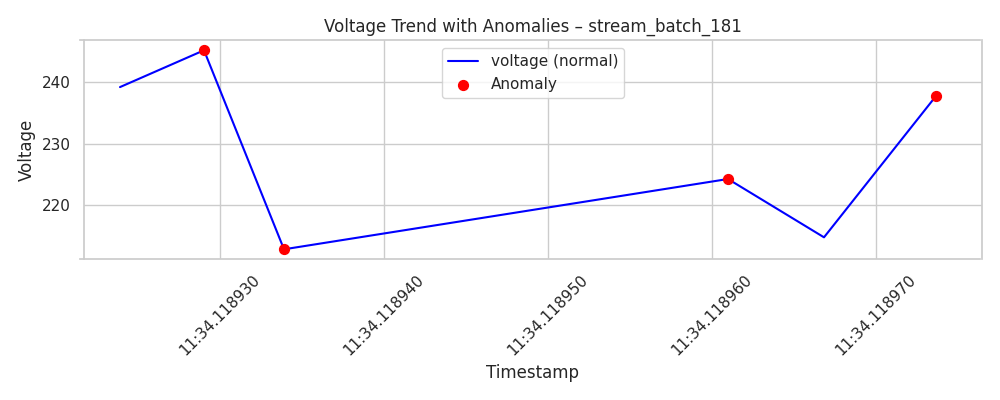 Voltage Trend with Anomalies – stream_batch_181
voltage (normal)
Anomaly
Voltage
240
230
220
11:34.118930
11:34.118940
11:34.118950
11:34.118960
11:34.118970
Timestamp